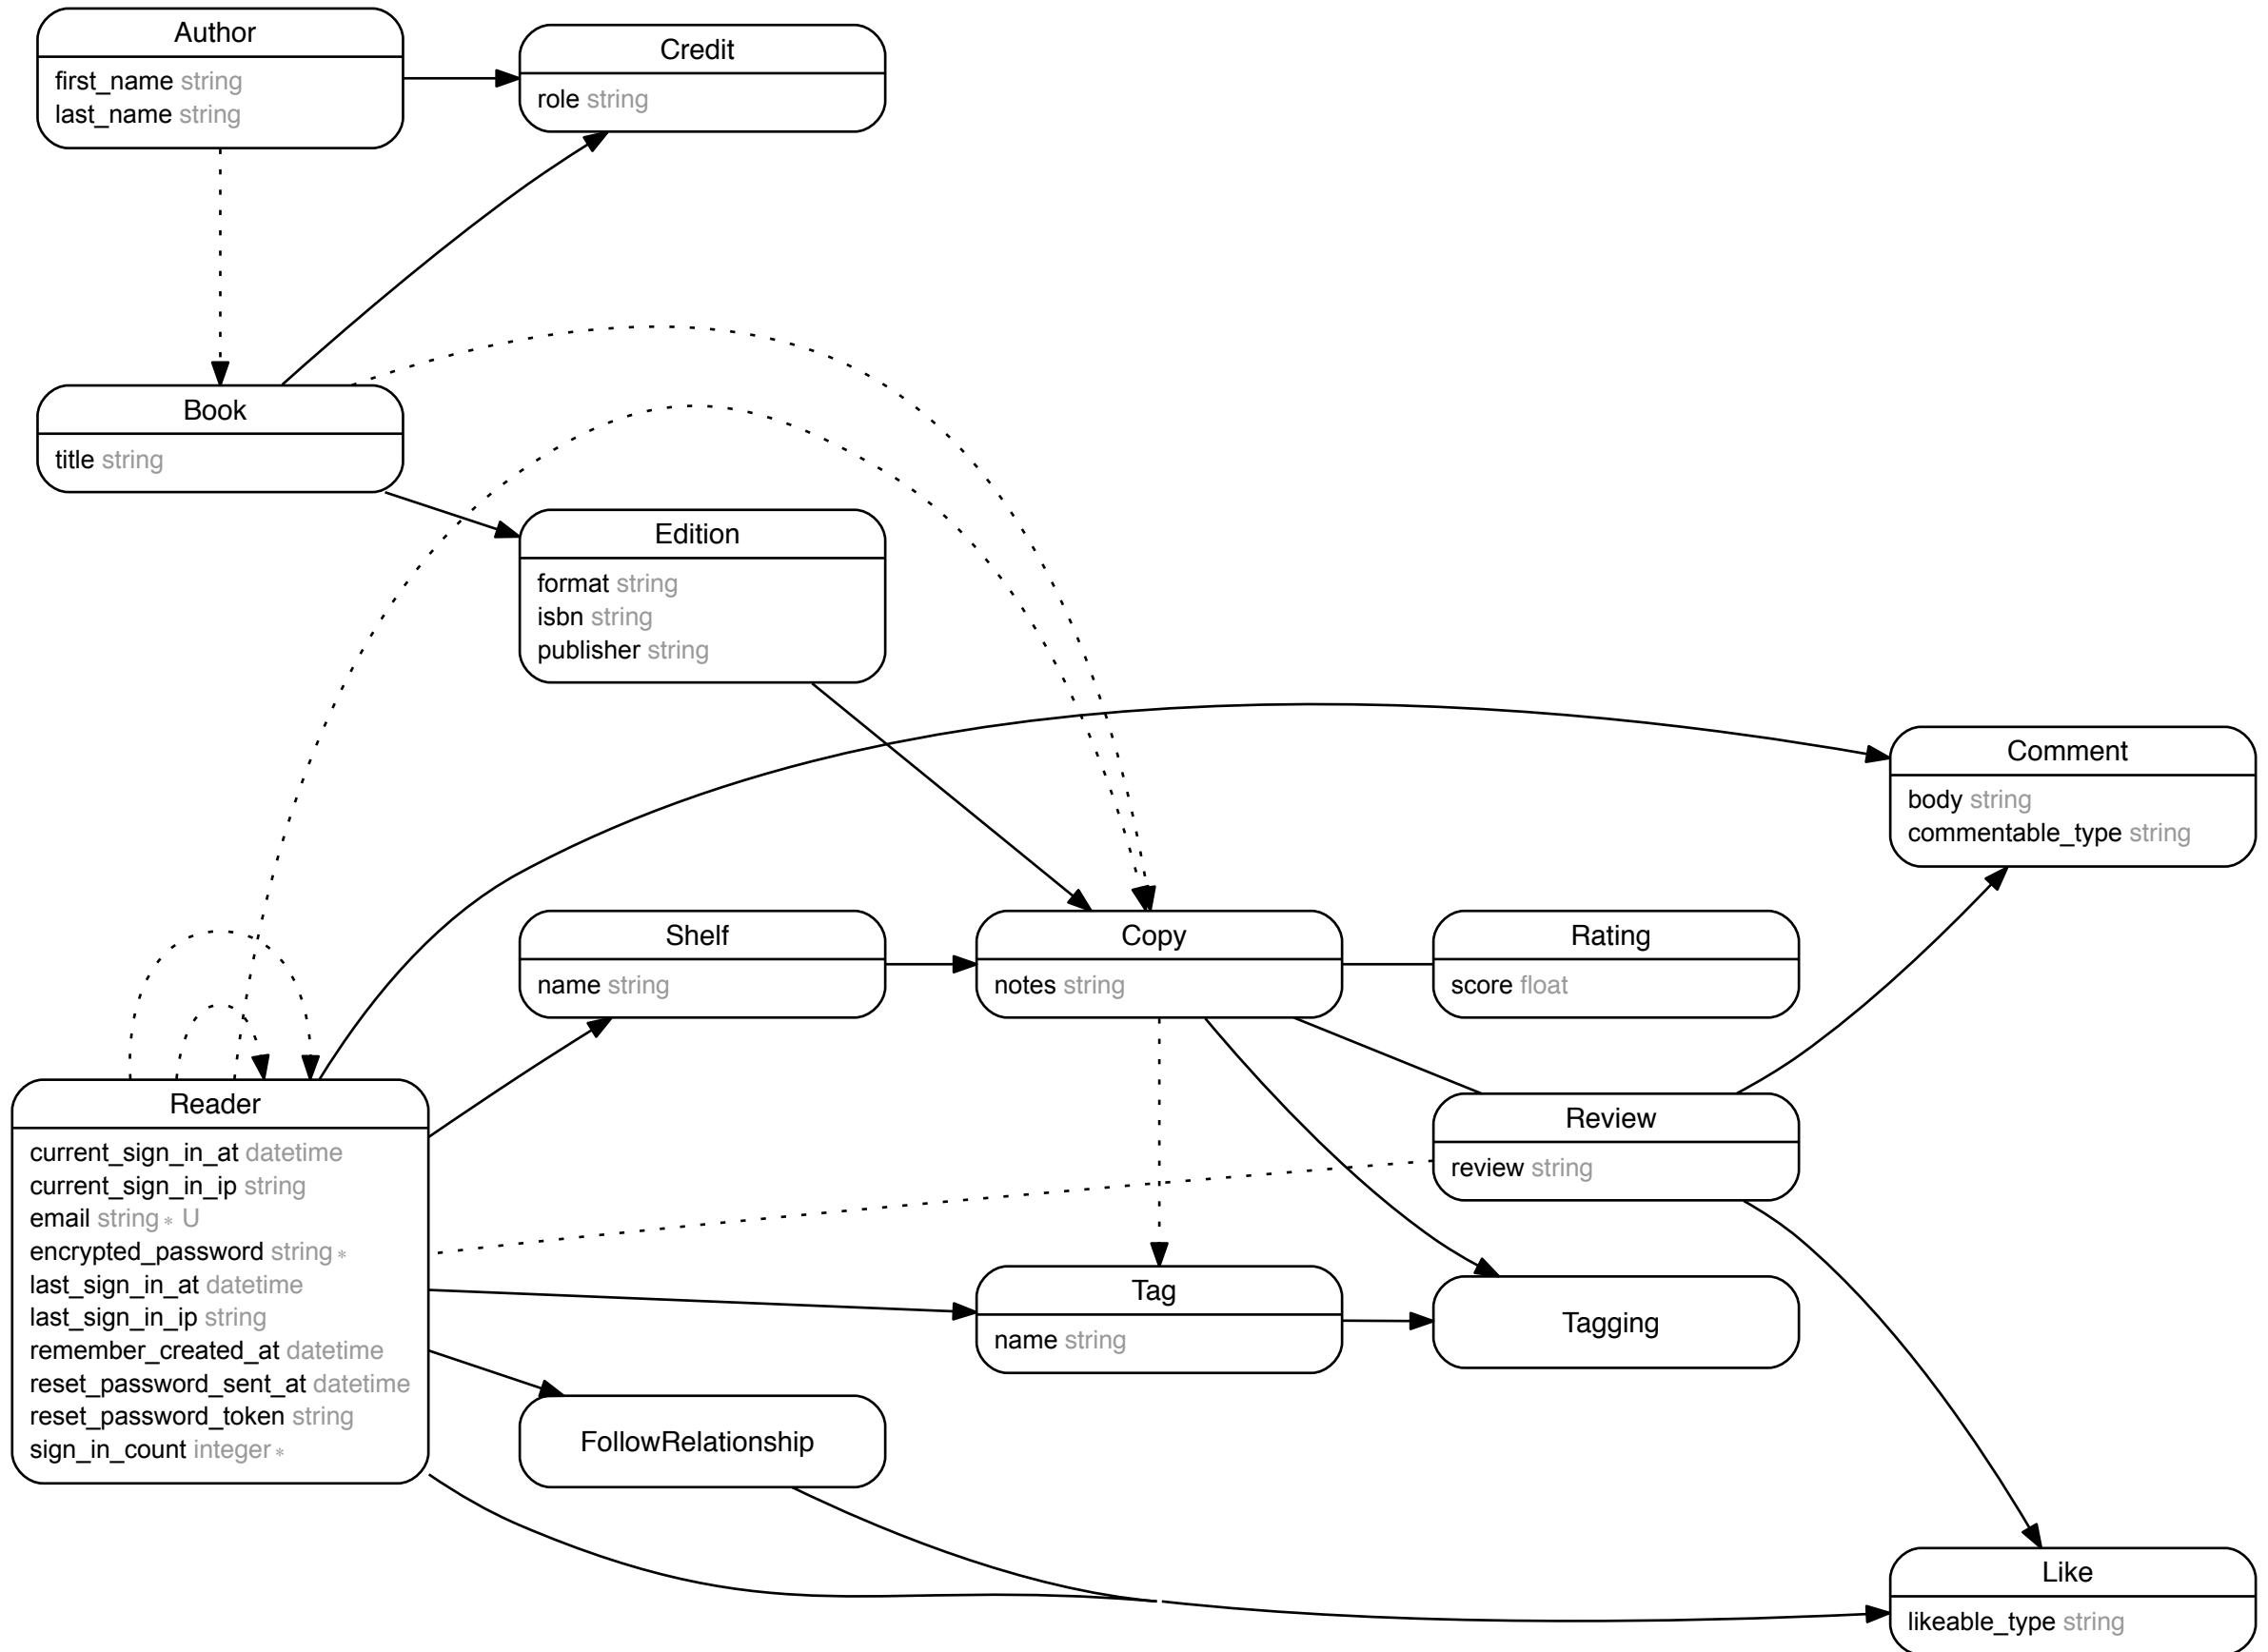 Author
first_name string
last_name string
Credit
role string
Book
title string
Edition
format string
isbn string
publisher string
Comment
body string
commentable_type string
Shelf
name string
Copy
notes string
Rating
score float
Reader
current_sign_in_at datetime
current_sign_in_ip string
email string * U
encrypted_password string *
last_sign_in_at datetime
last_sign_in_ip string
remember_created_at datetime
reset_password_sent_at datetime
reset_password_token string
sign_in_count integer *
Review
review string
Tag
name string
Tagging
FollowRelationship
Like
likeable_type string